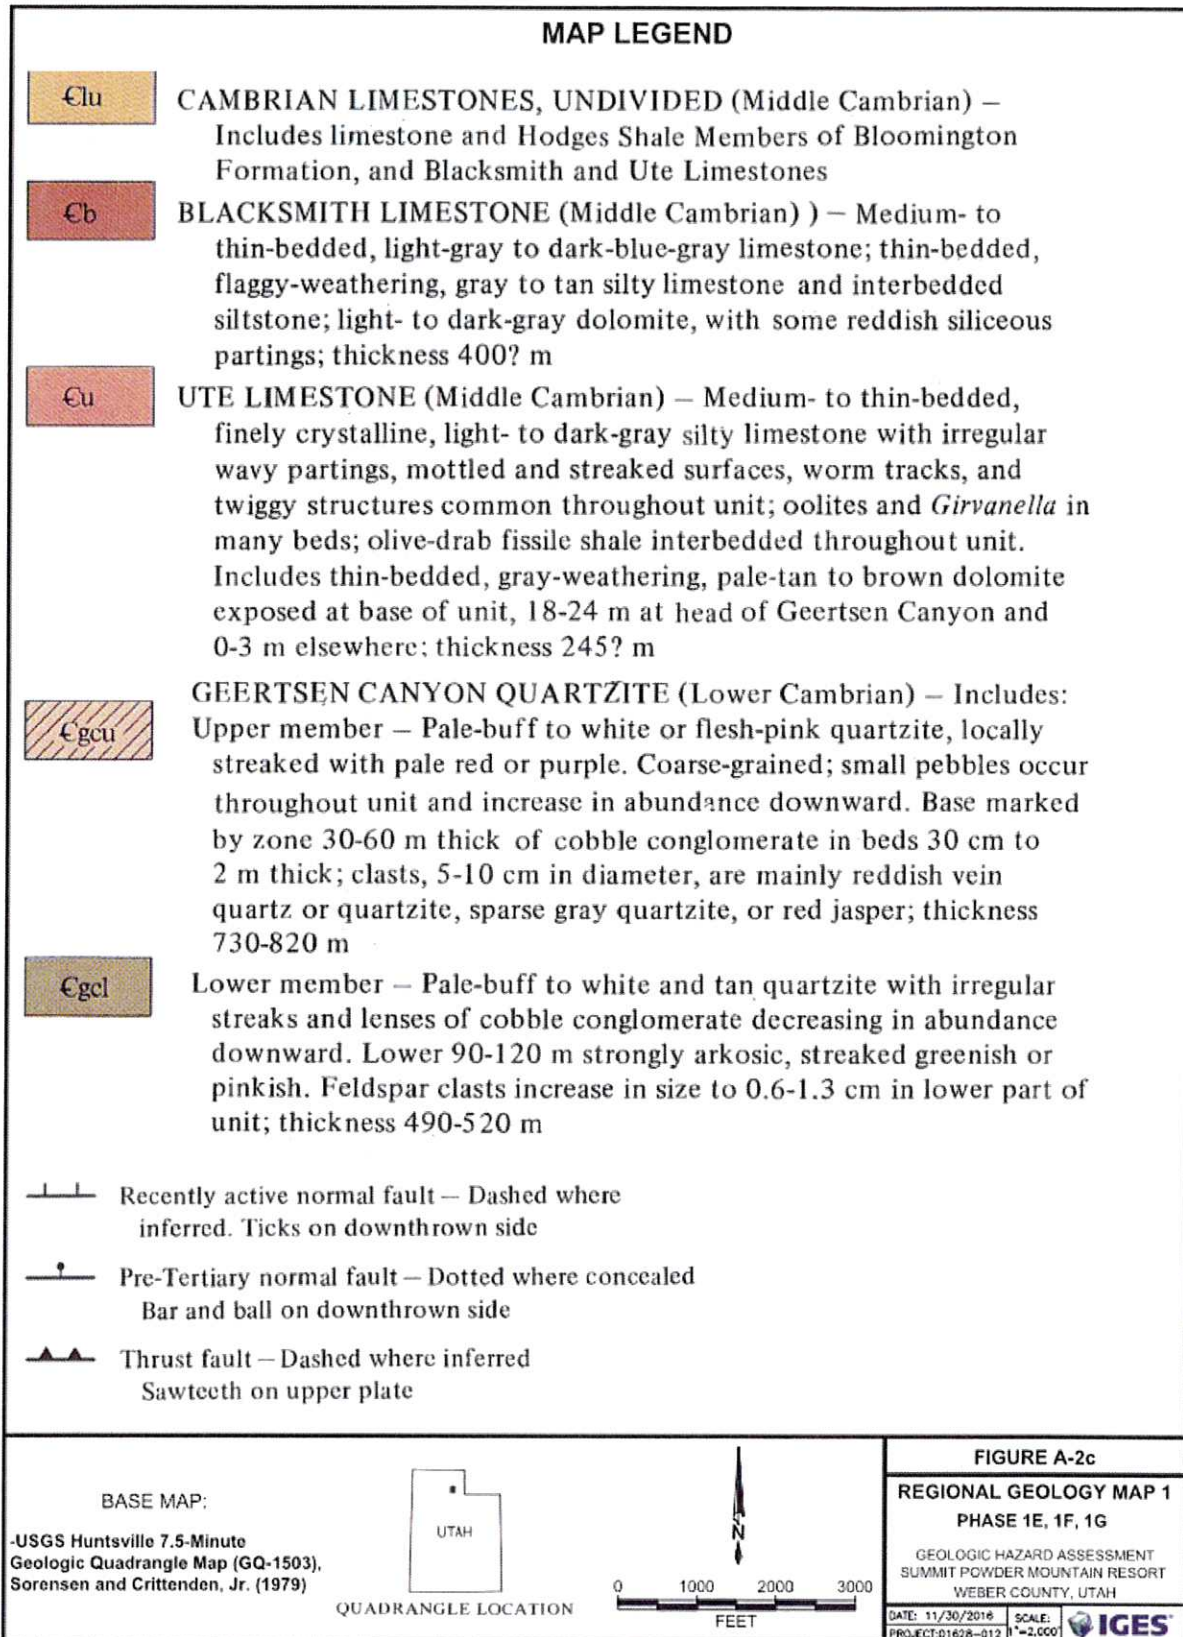 MAP LEGEND
Єlu
CAMBRIAN LIMESTONES, UNDIVIDED (Middle Cambrian) –
Includes limestone and Hodges Shale Members of Bloomington
Formation, and Blacksmith and Ute Limestones
Єb
BLACKSMITH LIMESTONE (Middle Cambrian) ) – Medium- to
thin-bedded, light-gray to dark-blue-gray limestone; thin-bedded,
flaggy-weathering, gray to tan silty limestone and interbedded
siltstone; light- to dark-gray dolomite, with some reddish siliceous
partings; thickness 400? m
Єu
UTE LIMESTONE (Middle Cambrian) – Medium- to thin-bedded,
finely crystalline, light- to dark-gray silty limestone with irregular
wavy partings, mottled and streaked surfaces, worm tracks, and
twiggy structures common throughout unit; oolites and Girvanella in
many beds; olive-drab fissile shale interbedded throughout unit.
Includes thin-bedded, gray-weathering, pale-tan to brown dolomite
exposed at base of unit, 18-24 m at head of Geertsen Canyon and
0-3 m elsewhere; thickness 245? m
GEERTSEN CANYON QUARTZITE (Lower Cambrian) – Includes:
Єgcu
Upper member – Pale-buff to white or flesh-pink quartzite, locally
streaked with pale red or purple. Coarse-grained; small pebbles occur
throughout unit and increase in abundance downward. Base marked
by zone 30-60 m thick of cobble conglomerate in beds 30 cm to
2 m thick; clasts, 5-10 cm in diameter, are mainly reddish vein
quartz or quartzite, sparse gray quartzite, or red jasper; thickness
730-820 m
Єgcl
Lower member – Pale-buff to white and tan quartzite with irregular
streaks and lenses of cobble conglomerate decreasing in abundance
downward. Lower 90-120 m strongly arkosic, streaked greenish or
pinkish. Feldspar clasts increase in size to 0.6-1.3 cm in lower part of
unit; thickness 490-520 m
Recently active normal fault – Dashed where
inferred. Ticks on downthrown side
Pre-Tertiary normal fault – Dotted where concealed
Bar and ball on downthrown side
Thrust fault – Dashed where inferred
Sawteeth on upper plate
BASE MAP:
-USGS Huntsville 7.5-Minute
Geologic Quadrangle Map (GQ-1503),
Sorensen and Crittenden, Jr. (1979)
UTAH
QUADRANGLE LOCATION
N
0 1000 2000 3000
FEET
FIGURE A-2c
REGIONAL GEOLOGY MAP 1
PHASE 1E, 1F, 1G
GEOLOGIC HAZARD ASSESSMENT
SUMMIT POWDER MOUNTAIN RESORT
WEBER COUNTY, UTAH
DATE: 11/30/2016
PROJECT:01628-012
SCALE:
1"=2,000'
IGES